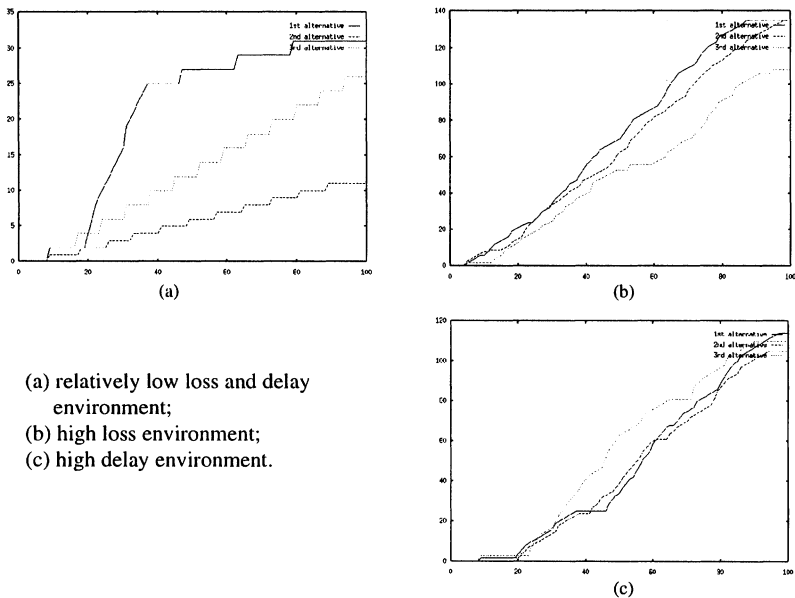 35
30
25
20
15
10
5
0
1st alternative
2nd alternative
3rd alternative
0 20 40 60 80 100
(a)
140
120
100
80
60
40
20
0
1st alternative
2nd alternative
3rd alternative
0 20 40 60 80 100
(b)
(a) relatively low loss and delay
environment;
(b) high loss environment;
(c) high delay environment.
120
100
80
60
40
20
0
1st alternative
2nd alternative
3rd alternative
0 20 40 60 80 100
(c)